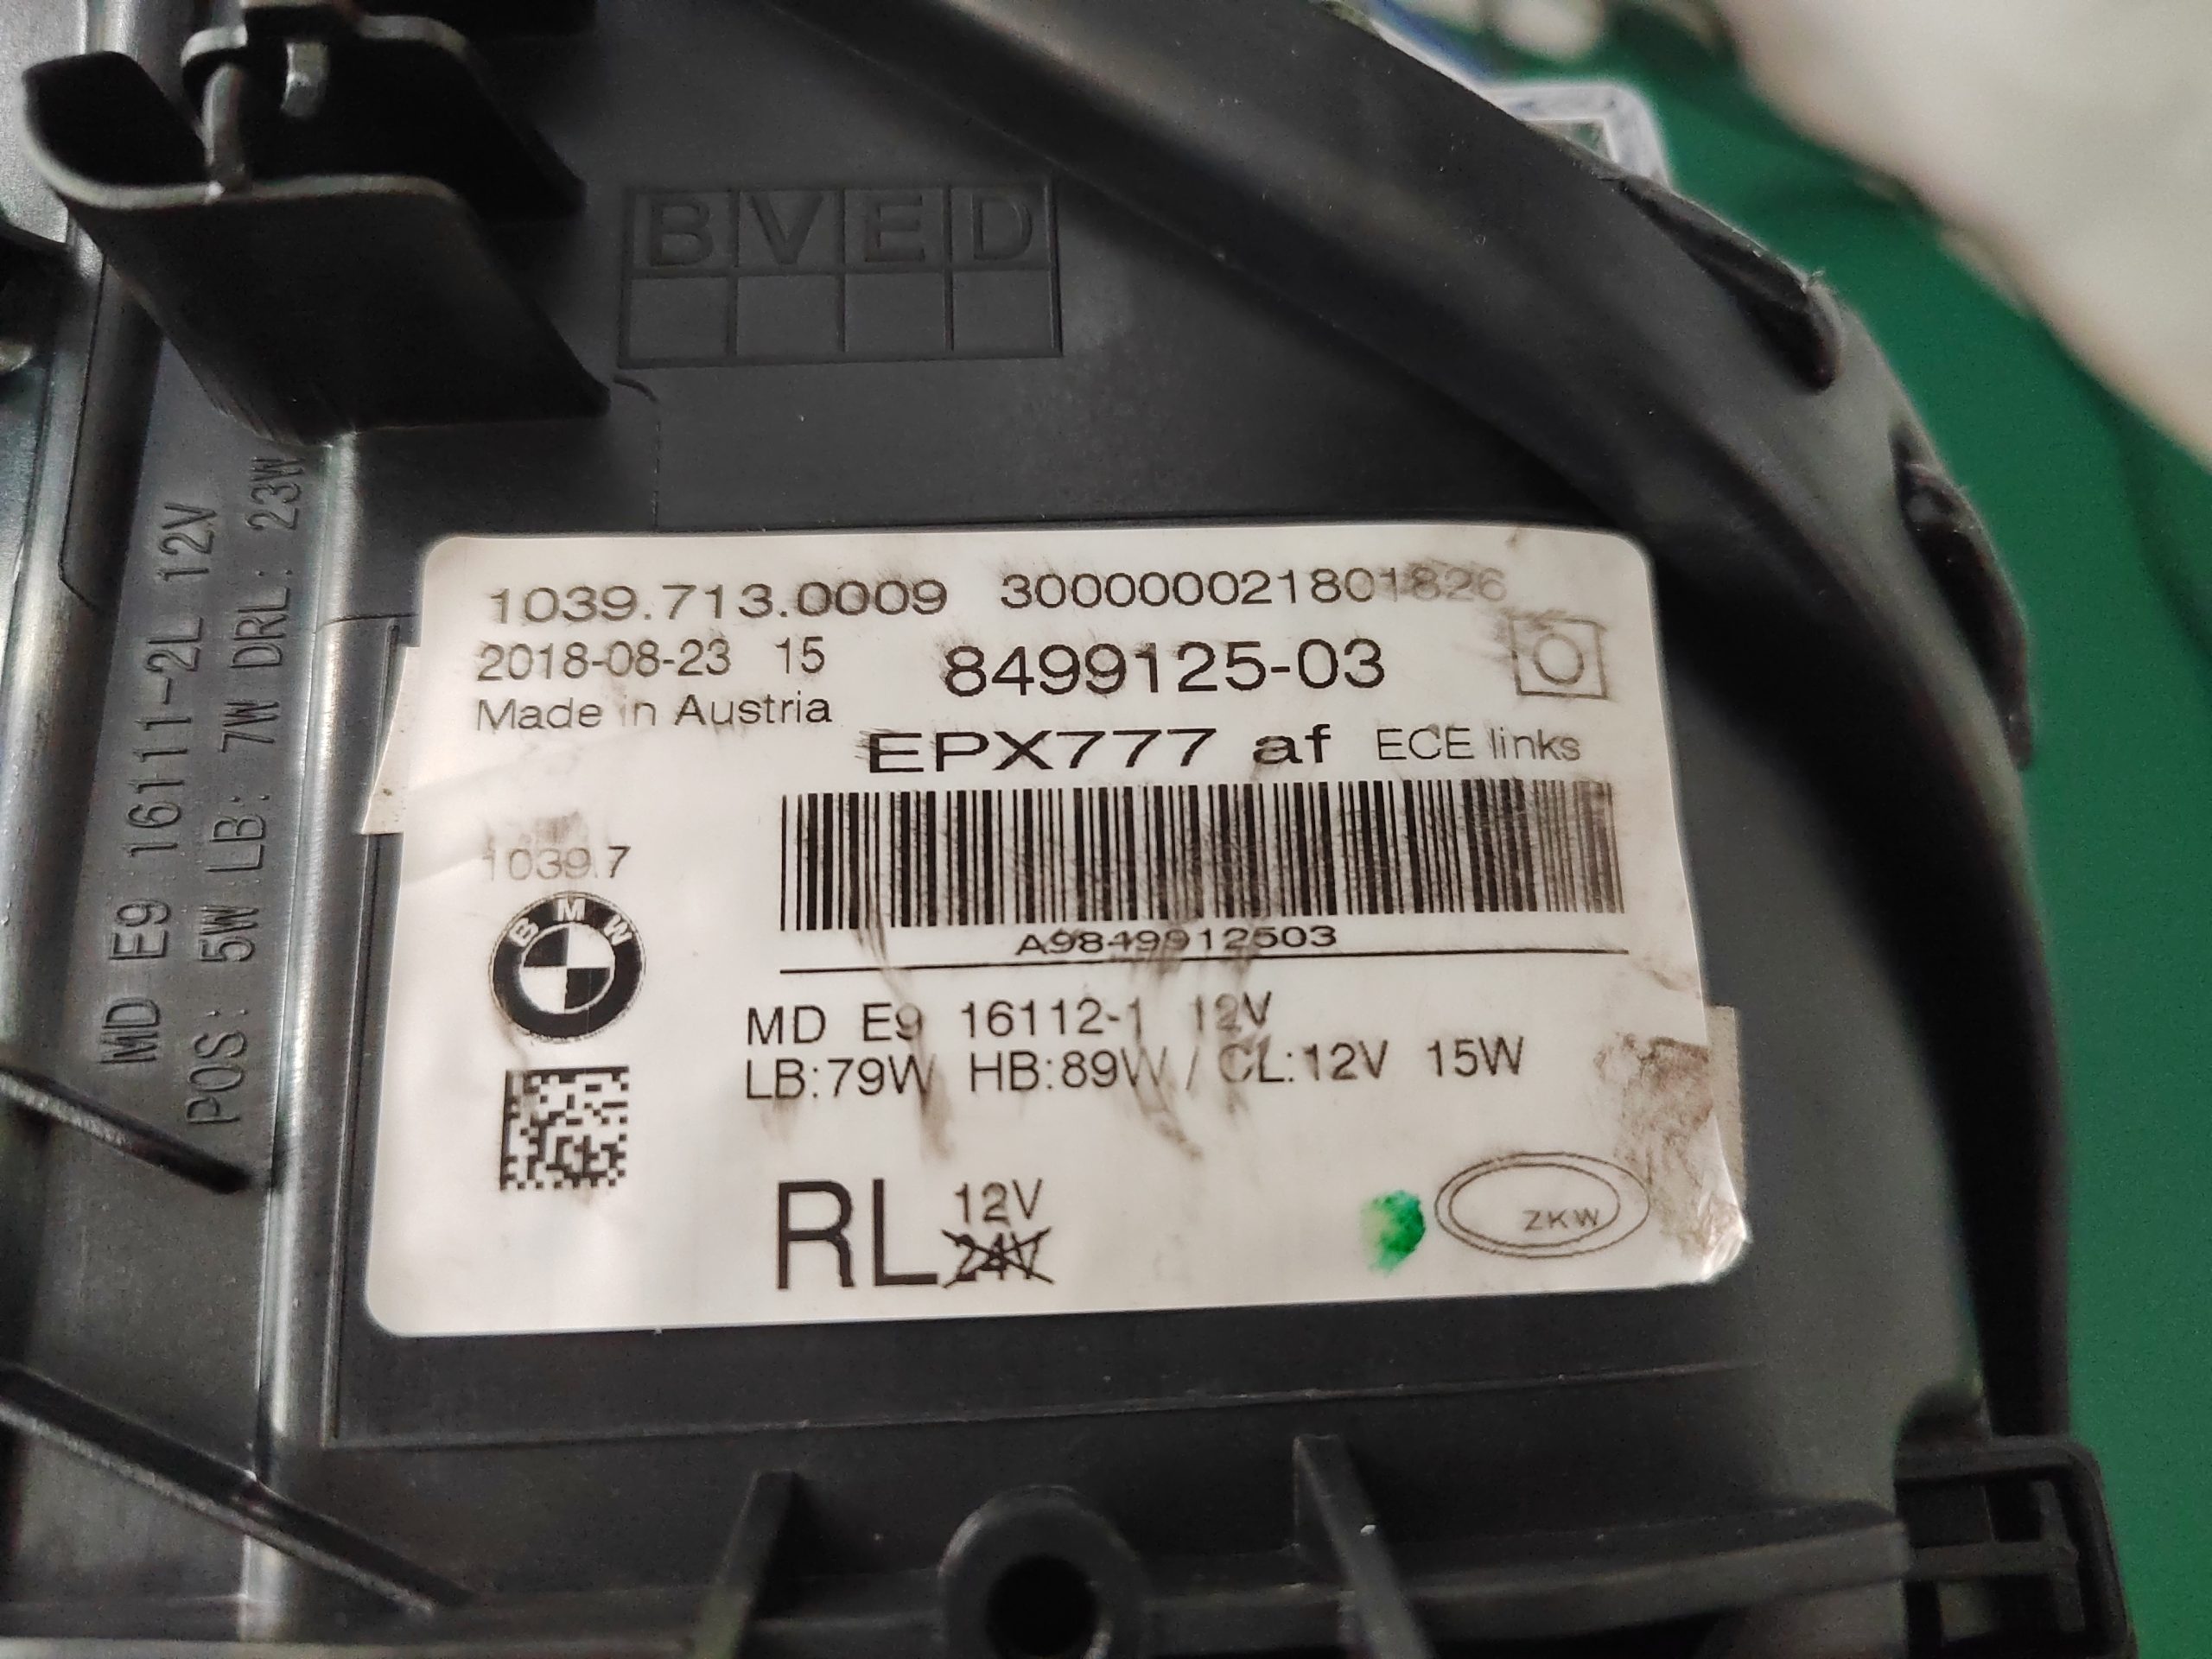 BVED
MD E9 16111-2L 12V
POS: 5W LB: 7W DRL: 23W
1039.713.0009 300000021801826
2018-08-23 15 8499125-03
Made in Austria
EPX777 af ECE links
1039.7
BMW
A9849912503
MD E9 16112-1 12V
LB:79W HB:89W / CL:12V 15W
RL 12V
24V
ZKW